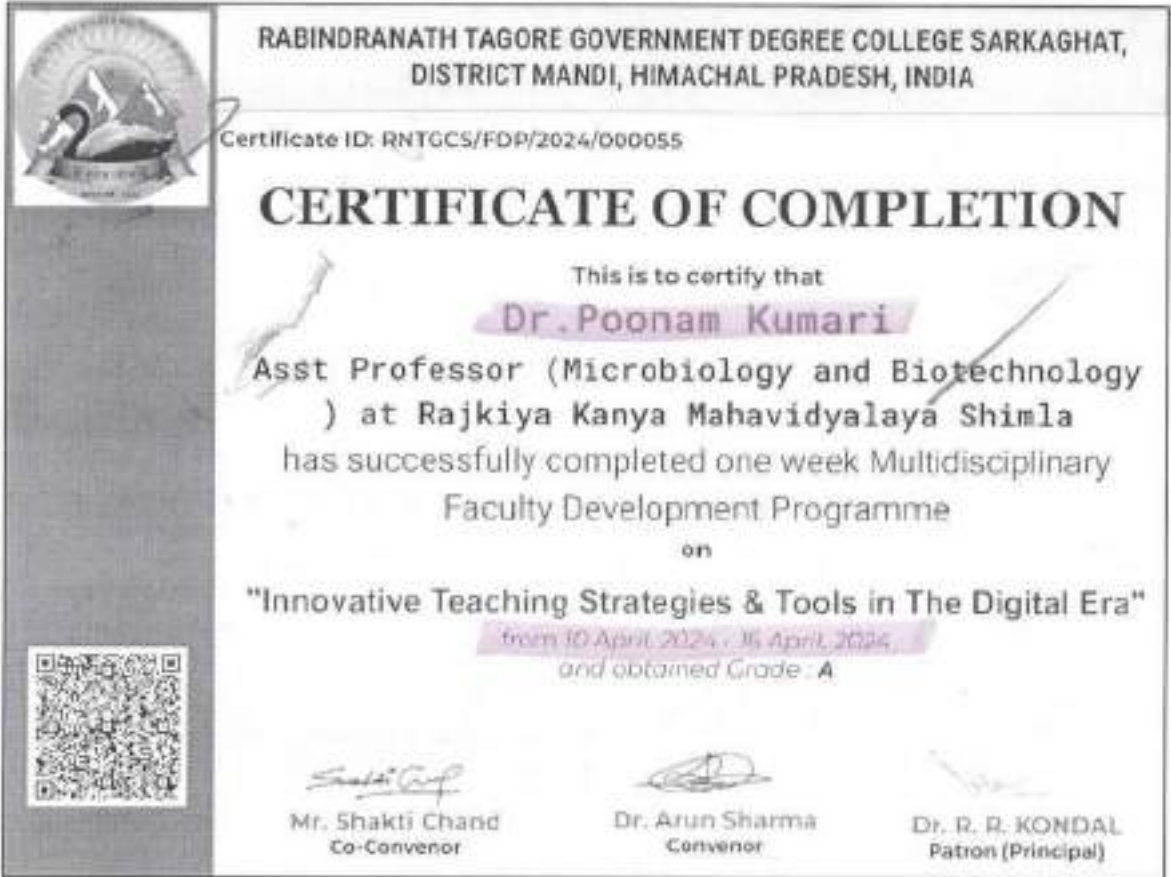 RABINDRANATH TAGORE GOVERNMENT DEGREE COLLEGE SARKAGHAT,
DISTRICT MANDI, HIMACHAL PRADESH, INDIA
Certificate ID: RNTGCS/FDP/2024/000055
CERTIFICATE OF COMPLETION
This is to certify that
Dr.Poonam Kumari
Asst Professor (Microbiology and Biotechnology
) at Rajkiya Kanya Mahavidyalaya Shimla
has successfully completed one week Multidisciplinary
Faculty Development Programme
on
"Innovative Teaching Strategies & Tools in The Digital Era"
from 10 April, 2024 - 16 April, 2024
and obtained Grade : A
Mr. Shakti Chand
Co-Convenor
Dr. Arun Sharma
Convenor
Dr. R. R. KONDAL
Patron (Principal)